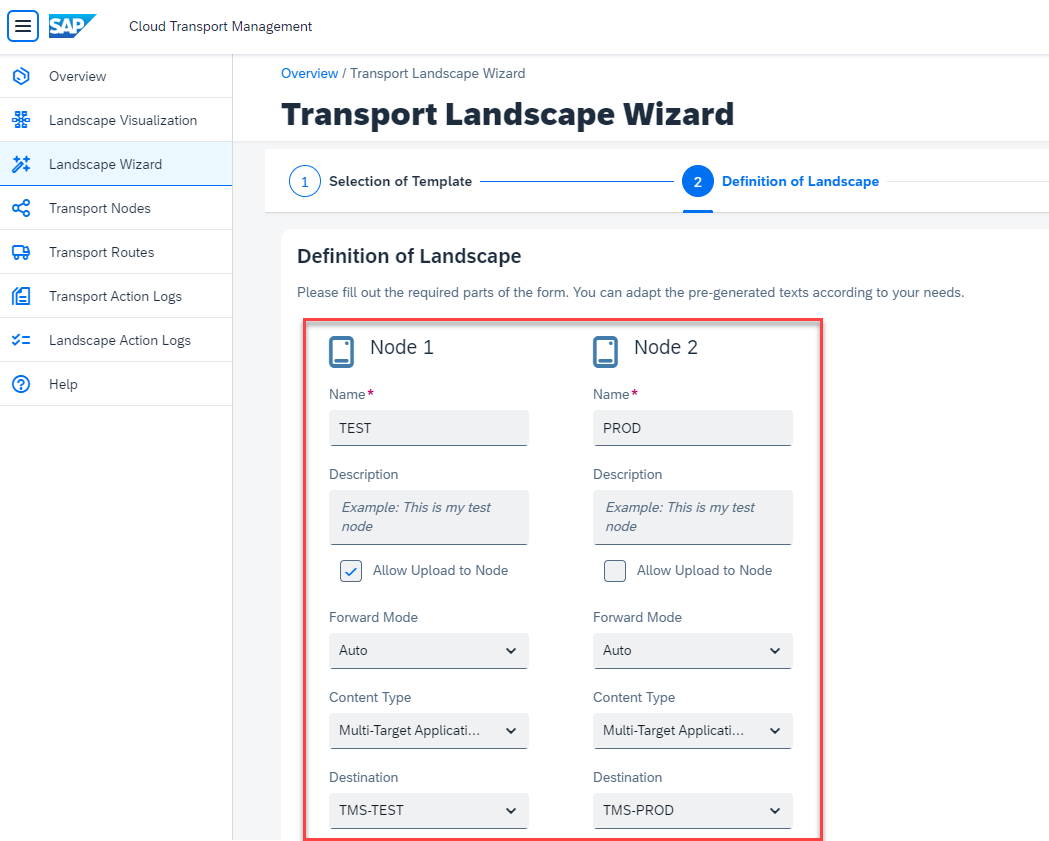 SAP Cloud Transport Management
Overview
Landscape Visualization
Landscape Wizard
Transport Nodes
Transport Routes
Transport Action Logs
Landscape Action Logs
Help
Overview / Transport Landscape Wizard
Transport Landscape Wizard
1 Selection of Template 2 Definition of Landscape
Definition of Landscape
Please fill out the required parts of the form. You can adapt the pre-generated texts according to your needs.
Node 1
Name*
TEST
Description
Example: This is my test
node
Allow Upload to Node
Forward Mode
Auto
Content Type
Multi-Target Applicati...
Destination
TMS-TEST
Node 2
Name*
PROD
Description
Example: This is my test
node
Allow Upload to Node
Forward Mode
Auto
Content Type
Multi-Target Applicati...
Destination
TMS-PROD